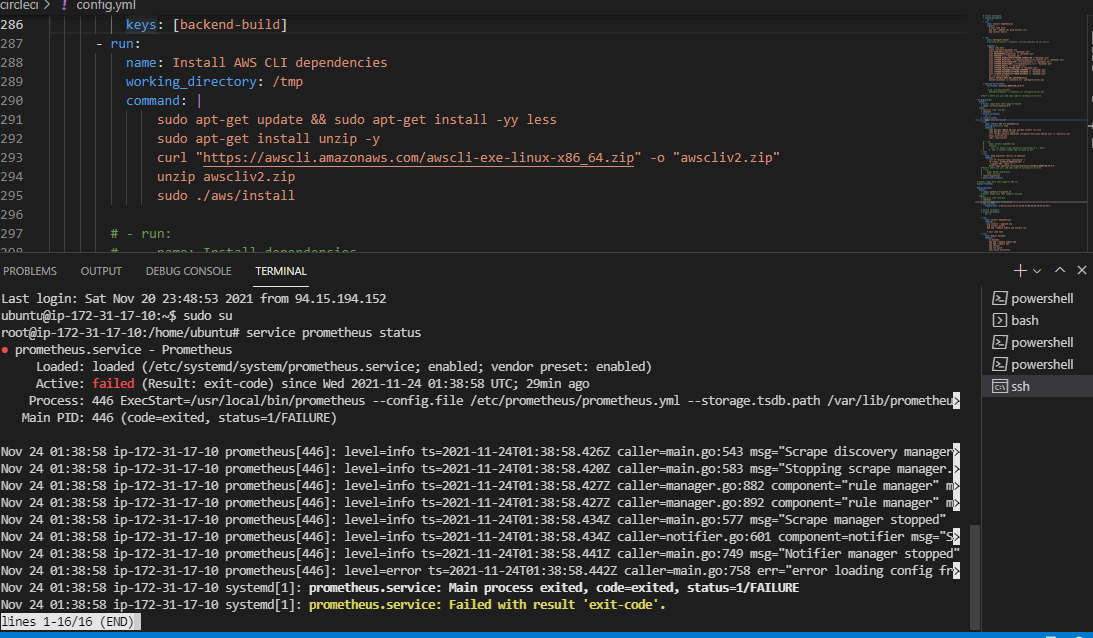 circleci > ! config.yml
286 keys: [backend-build]
287 - run:
288 name: Install AWS CLI dependencies
289 working_directory: /tmp
290 command: |
291 sudo apt-get update && sudo apt-get install -yy less
292 sudo apt-get install unzip -y
293 curl "https://awscli.amazonaws.com/awscli-exe-linux-x86_64.zip" -o "awscliv2.zip"
294 unzip awscliv2.zip
295 sudo ./aws/install
296
297 # - run:
298 # name: Install dependencies
PROBLEMS OUTPUT DEBUG CONSOLE TERMINAL
Last login: Sat Nov 20 23:48:53 2021 from 94.15.194.152
ubuntu@ip-172-31-17-10:~$ sudo su
root@ip-172-31-17-10:/home/ubuntu# service prometheus status
● prometheus.service - Prometheus
Loaded: loaded (/etc/systemd/system/prometheus.service; enabled; vendor preset: enabled)
Active: failed (Result: exit-code) since Wed 2021-11-24 01:38:58 UTC; 29min ago
Process: 446 ExecStart=/usr/local/bin/prometheus --config.file /etc/prometheus/prometheus.yml --storage.tsdb.path /var/lib/prometheu>
Main PID: 446 (code=exited, status=1/FAILURE)
Nov 24 01:38:58 ip-172-31-17-10 prometheus[446]: level=info ts=2021-11-24T01:38:58.426Z caller=main.go:543 msg="Scrape discovery manager>
Nov 24 01:38:58 ip-172-31-17-10 prometheus[446]: level=info ts=2021-11-24T01:38:58.420Z caller=main.go:583 msg="Stopping scrape manager.>
Nov 24 01:38:58 ip-172-31-17-10 prometheus[446]: level=info ts=2021-11-24T01:38:58.427Z caller=manager.go:882 component="rule manager" m>
Nov 24 01:38:58 ip-172-31-17-10 prometheus[446]: level=info ts=2021-11-24T01:38:58.427Z caller=manager.go:892 component="rule manager" m>
Nov 24 01:38:58 ip-172-31-17-10 prometheus[446]: level=info ts=2021-11-24T01:38:58.434Z caller=main.go:577 msg="Scrape manager stopped"
Nov 24 01:38:58 ip-172-31-17-10 prometheus[446]: level=info ts=2021-11-24T01:38:58.434Z caller=notifier.go:601 component=notifier msg="S>
Nov 24 01:38:58 ip-172-31-17-10 prometheus[446]: level=info ts=2021-11-24T01:38:58.441Z caller=main.go:749 msg="Notifier manager stopped"
Nov 24 01:38:58 ip-172-31-17-10 prometheus[446]: level=error ts=2021-11-24T01:38:58.442Z caller=main.go:758 err="error loading config fr>
Nov 24 01:38:58 ip-172-31-17-10 systemd[1]: prometheus.service: Main process exited, code=exited, status=1/FAILURE
Nov 24 01:38:58 ip-172-31-17-10 systemd[1]: prometheus.service: Failed with result 'exit-code'.
lines 1-16/16 (END)
powershell
bash
powershell
powershell
ssh